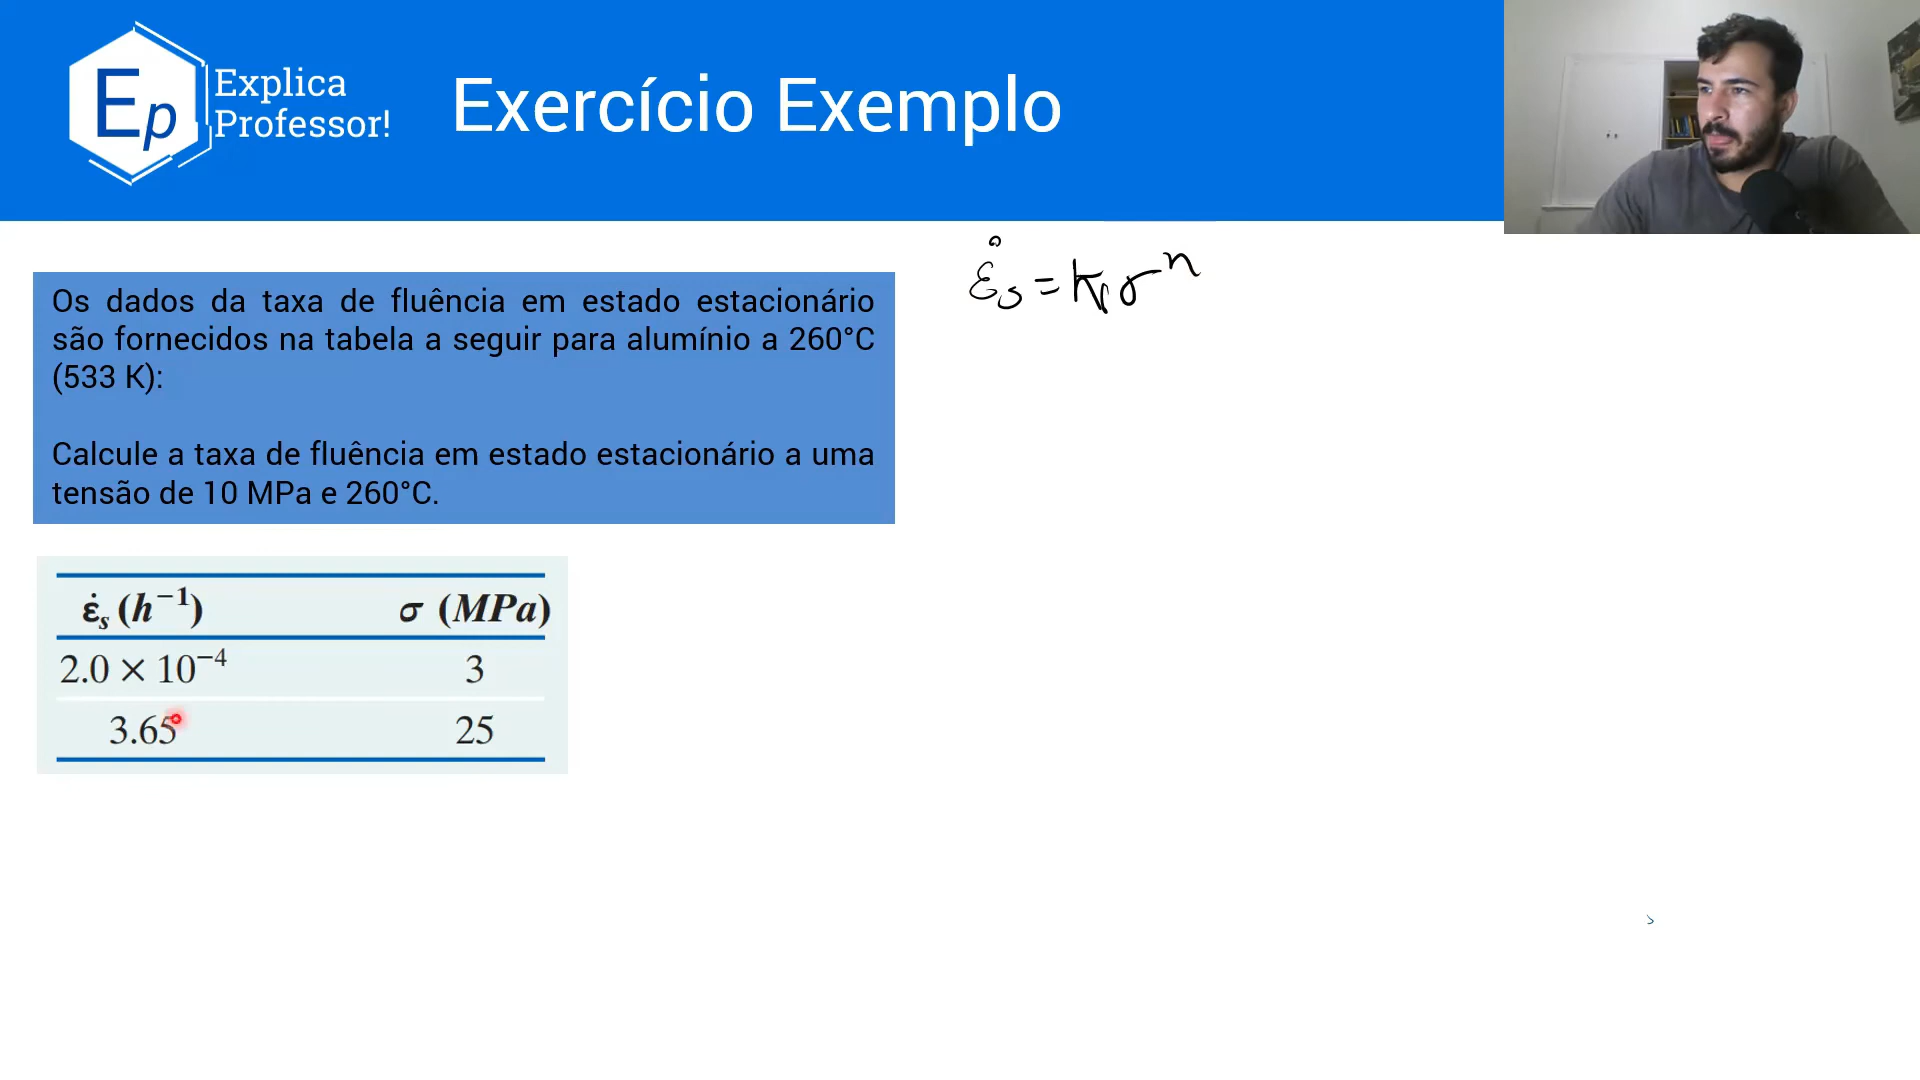 Ep
Explica
Professor!
Exercício Exemplo
Os dados da taxa de fluência em estado estacionário
são fornecidos na tabela a seguir para alumínio a 260°C
(533 K):
Calcule a taxa de fluência em estado estacionário a uma
tensão de 10 MPa e 260°C.
ε̇ₛ = K₁σⁿ
ε̇ₛ (h⁻¹) σ (MPa)
2.0 × 10⁻⁴ 3
3.65 25